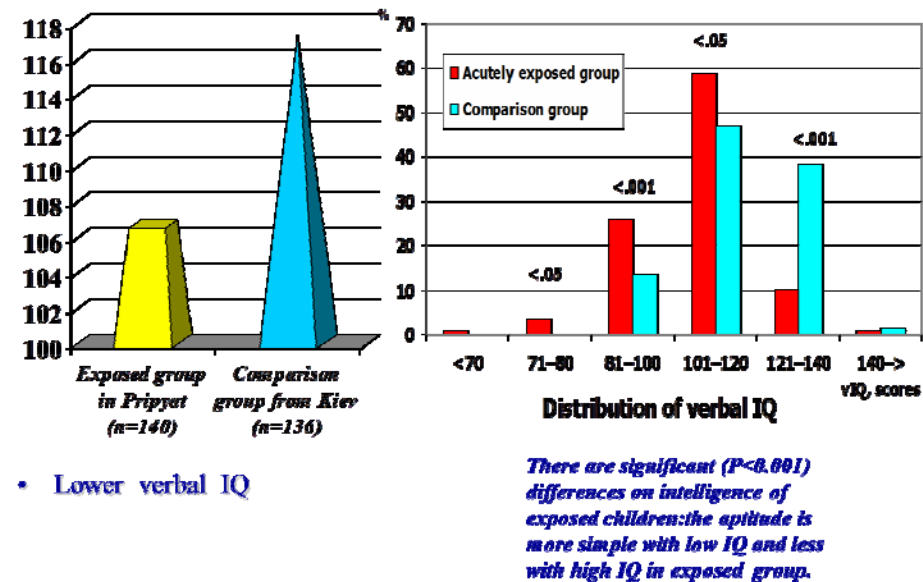 118
116
114
112
110
108
106
104
102
100
Exposed group
in Pripyat
(n=140)
Comparison
group from Kiev
(n=136)
• Lower verbal IQ
%
70
60
50
40
30
20
10
0
Acutely exposed group
Comparison group
<.05
<.001
<.05
<.001
<70
71–80
81–100
101–120
121–140
140–>
vIQ, scores
Distribution of verbal IQ
There are significant (P<0.001)
differences on intelligence of
exposed children:the aptitude is
more simple with low IQ and less
with high IQ in exposed group.